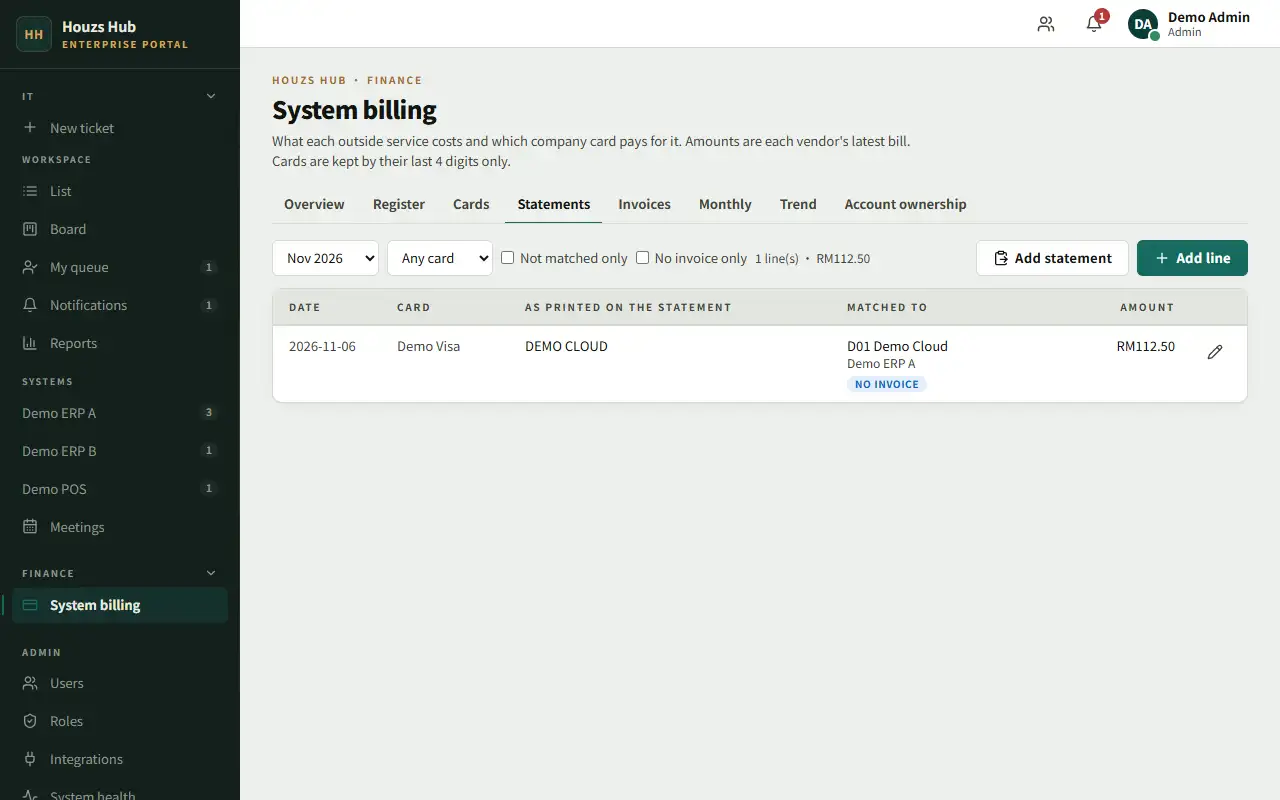 HH
Houzs Hub
ENTERPRISE PORTAL
IT
New ticket
WORKSPACE
List
Board
My queue 1
Notifications 1
Reports
SYSTEMS
Demo ERP A 3
Demo ERP B 1
Demo POS 1
Meetings
FINANCE
System billing
ADMIN
Users
Roles
Integrations
System health
1
DA
Demo Admin
Admin
HOUZS HUB • FINANCE
System billing
What each outside service costs and which company card pays for it. Amounts are each vendor's latest bill.
Cards are kept by their last 4 digits only.
Overview Register Cards Statements Invoices Monthly Trend Account ownership
Nov 2026 Any card Not matched only No invoice only 1 line(s) • RM112.50 Add statement Add line
DATE CARD AS PRINTED ON THE STATEMENT MATCHED TO AMOUNT
2026-11-06 Demo Visa DEMO CLOUD D01 Demo Cloud RM112.50
Demo ERP A
NO INVOICE